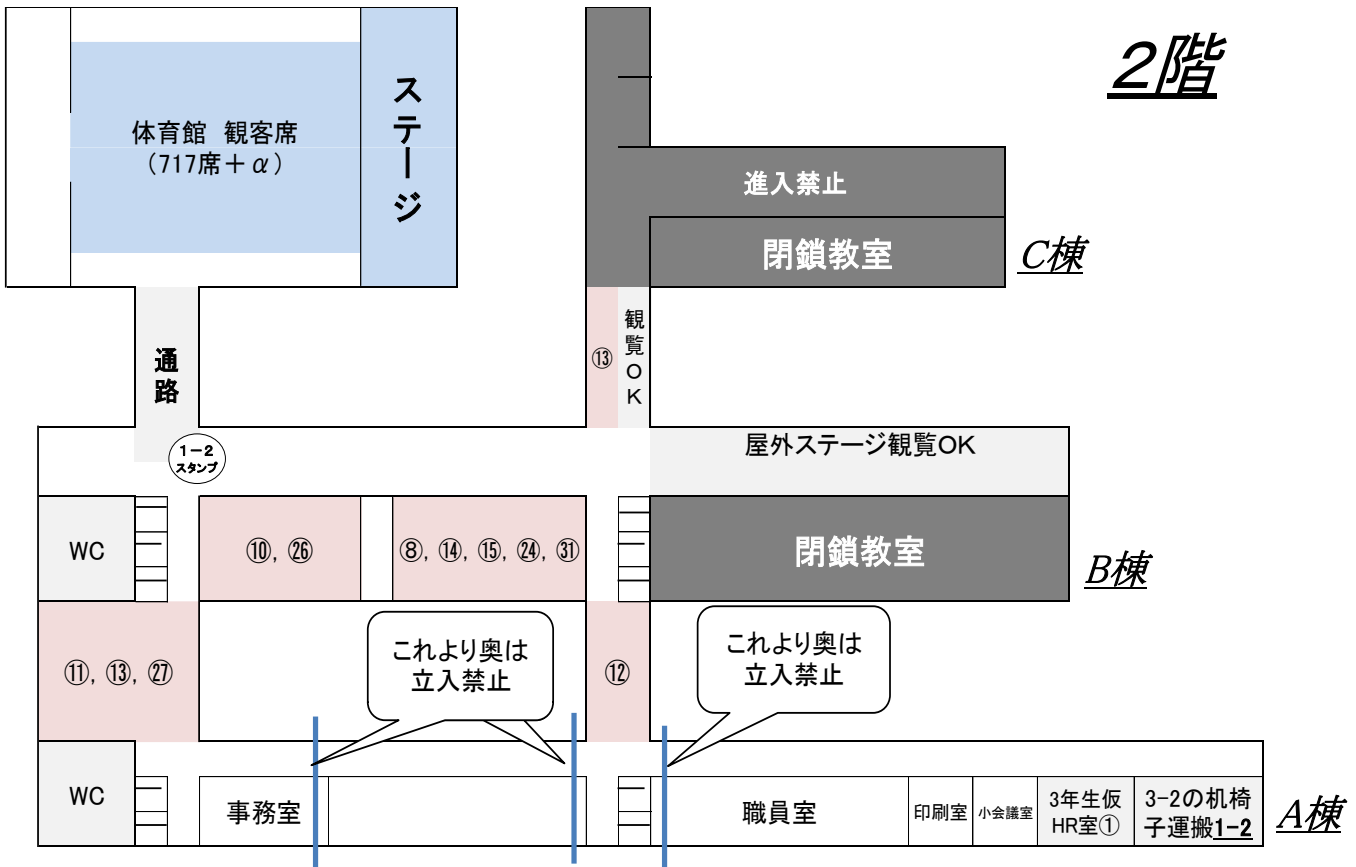 2階
体育館 観客席
(717席+α)
ステージ
進入禁止
閉鎖教室
C棟
通路
⑬
観覧OK
1-2
スタンプ
屋外ステージ観覧OK
WC
⑩, ㉖
⑧, ⑭, ⑮, ㉔, ㉛
閉鎖教室
B棟
⑪, ⑬, ㉗
これより奥は
立入禁止
⑫
これより奥は
立入禁止
WC
事務室
職員室
印刷室
小会議室
3年生仮
HR室①
3-2の机椅
子運搬1-2
A棟